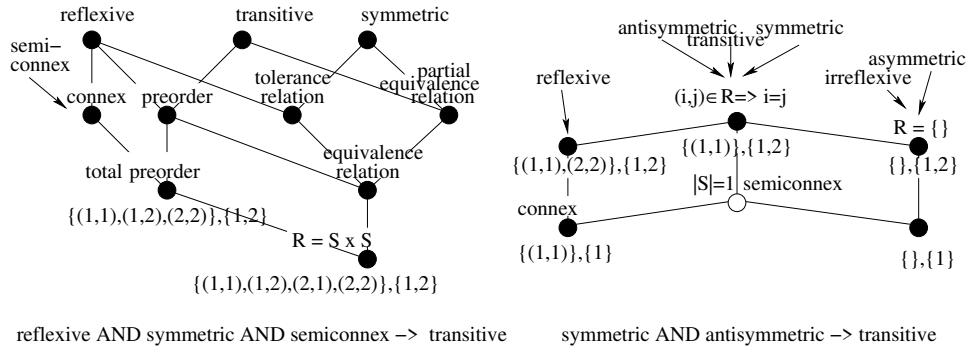 reflexive
transitive
symmetric
semi-
connex
connex
preorder
tolerance
relation
partial
equivalence
relation
total preorder
equivalence
relation
{(1,1),(1,2),(2,2)},{1,2}
R = S x S
{(1,1),(1,2),(2,1),(2,2)},{1,2}
reflexive AND symmetric AND semiconnex -> transitive
antisymmetric
transitive
symmetric
asymmetric
reflexive
irreflexive
(i,j)∈R=> i=j
R = {}
{(1,1),(2,2)},{1,2}
{(1,1)},{1,2}
{},{1,2}
|S|=1
semiconnex
connex
{(1,1)},{1}
{},{1}
symmetric AND antisymmetric -> transitive